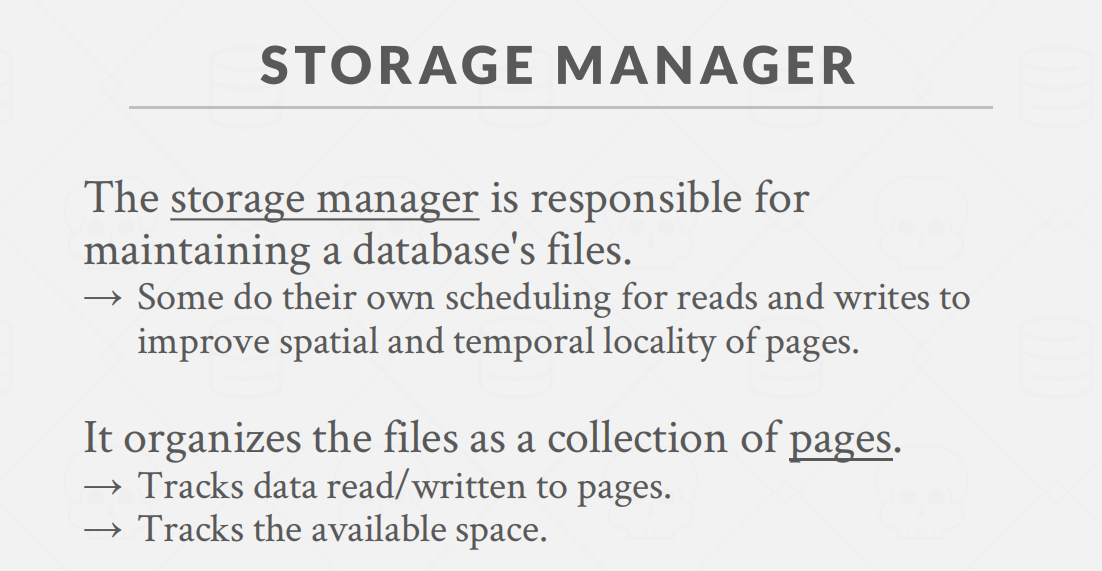 STORAGE MANAGER
The storage manager is responsible for
maintaining a database's files.
→ Some do their own scheduling for reads and writes to
improve spatial and temporal locality of pages.
It organizes the files as a collection of pages.
→ Tracks data read/written to pages.
→ Tracks the available space.